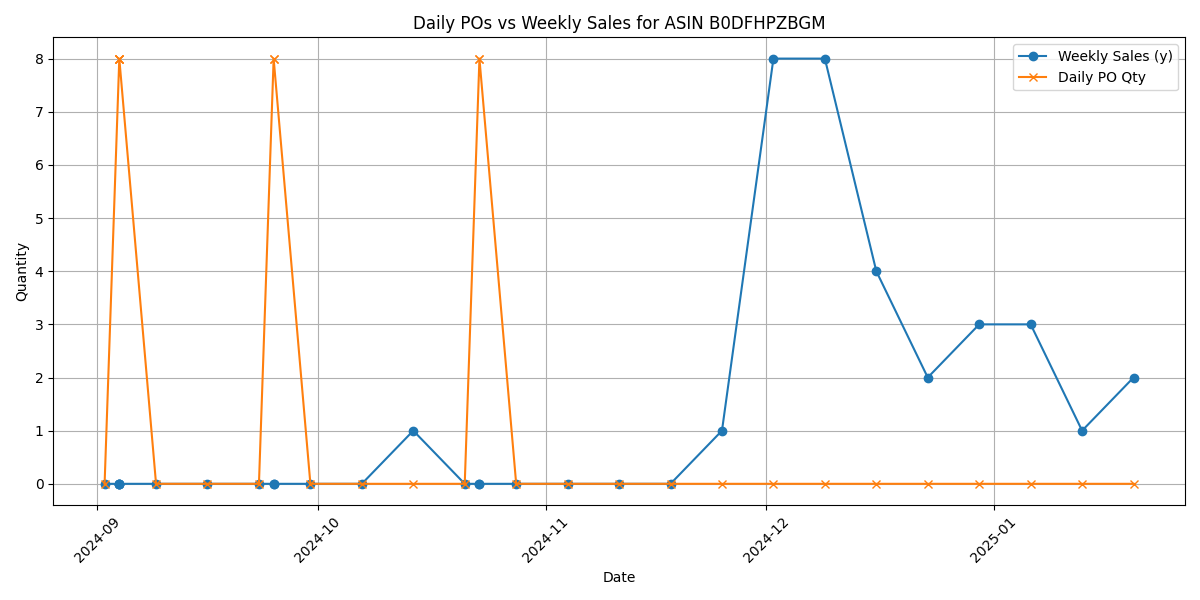 Daily POs vs Weekly Sales for ASIN B0DFHPZBGM
Weekly Sales (y)
Daily PO Qty
Quantity
8
7
6
5
4
3
2
1
0
2024-09
2024-10
2024-11
2024-12
2025-01
Date